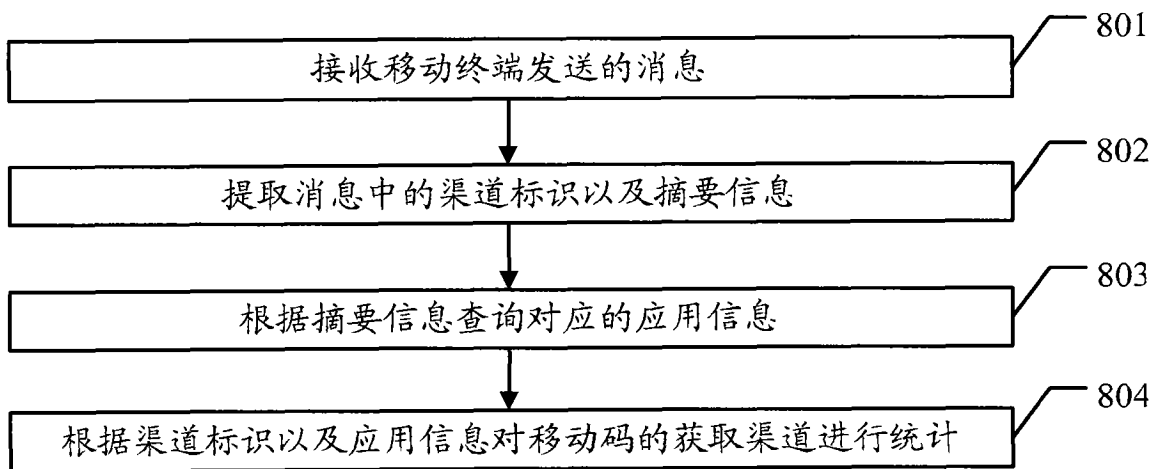 801
接收移动终端发送的消息
802
提取消息中的渠道标识以及摘要信息
803
根据摘要信息查询对应的应用信息
804
根据渠道标识以及应用信息对移动码的获取渠道进行统计